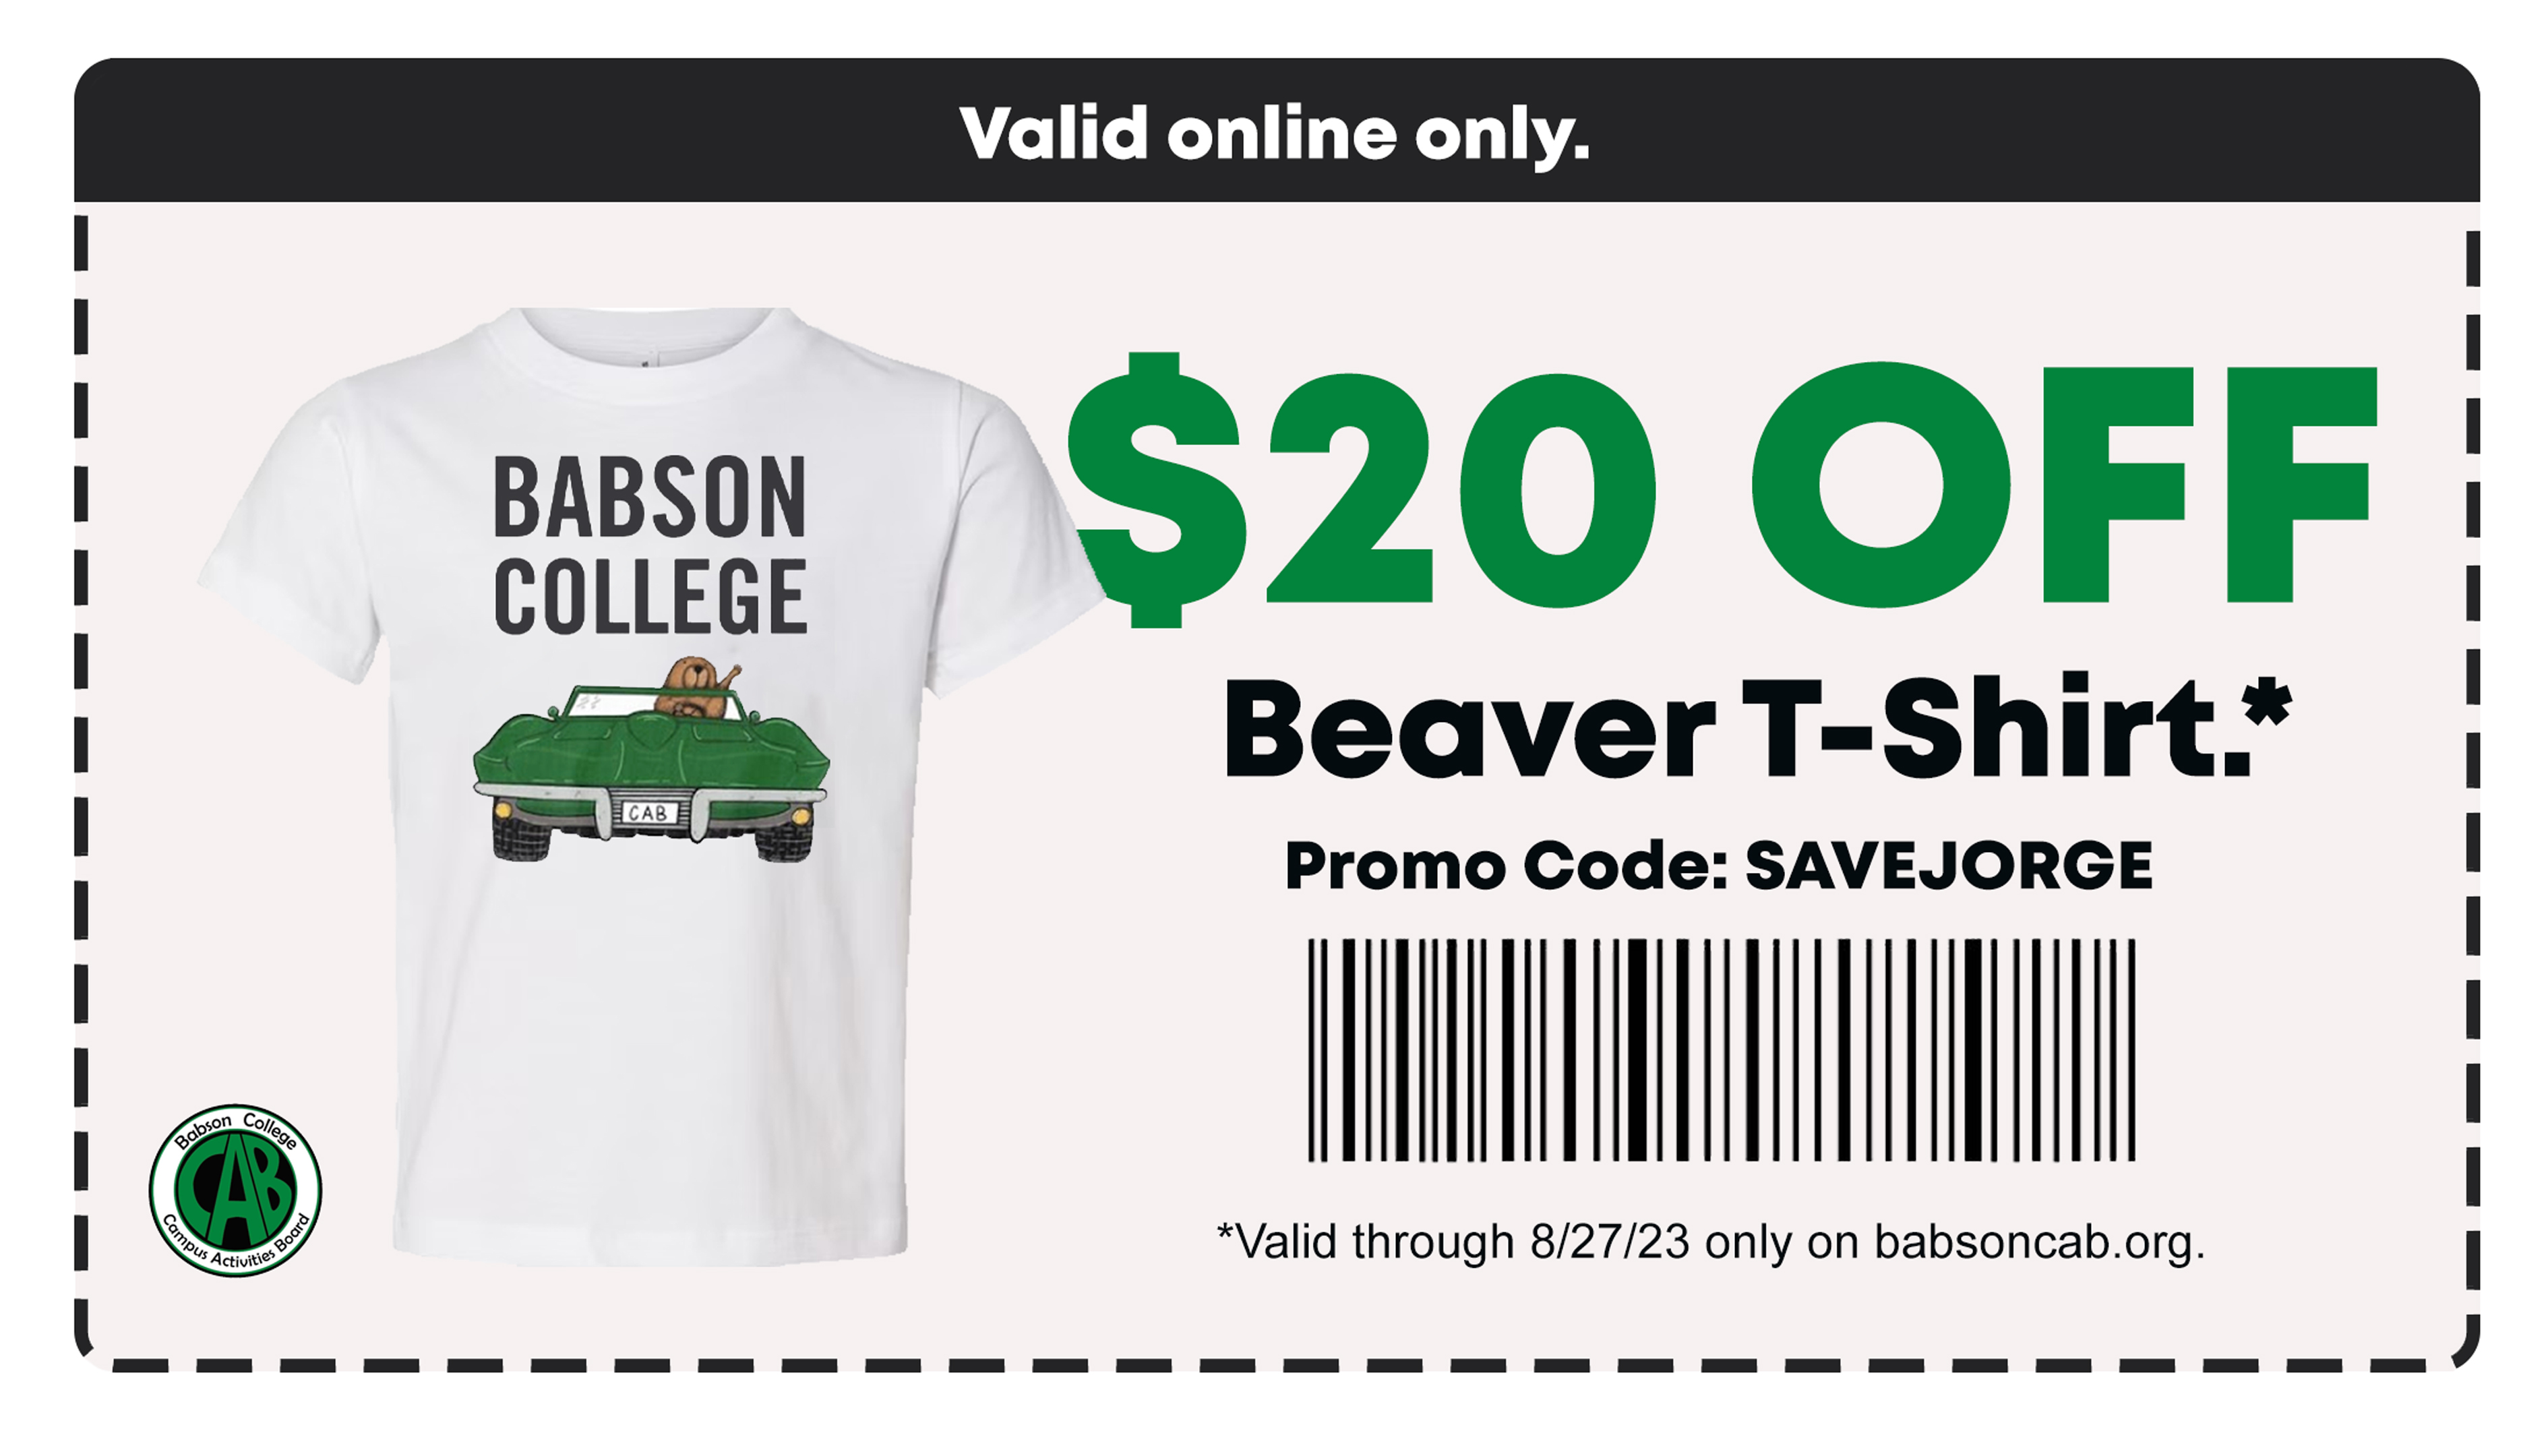 Valid online only.
BABSON
COLLEGE
CAB
$20 OFF
Beaver T-Shirt.*
Promo Code: SAVEJORGE
*Valid through 8/27/23 only on babsoncab.org.
Babson College
CAB
Campus Activities Board